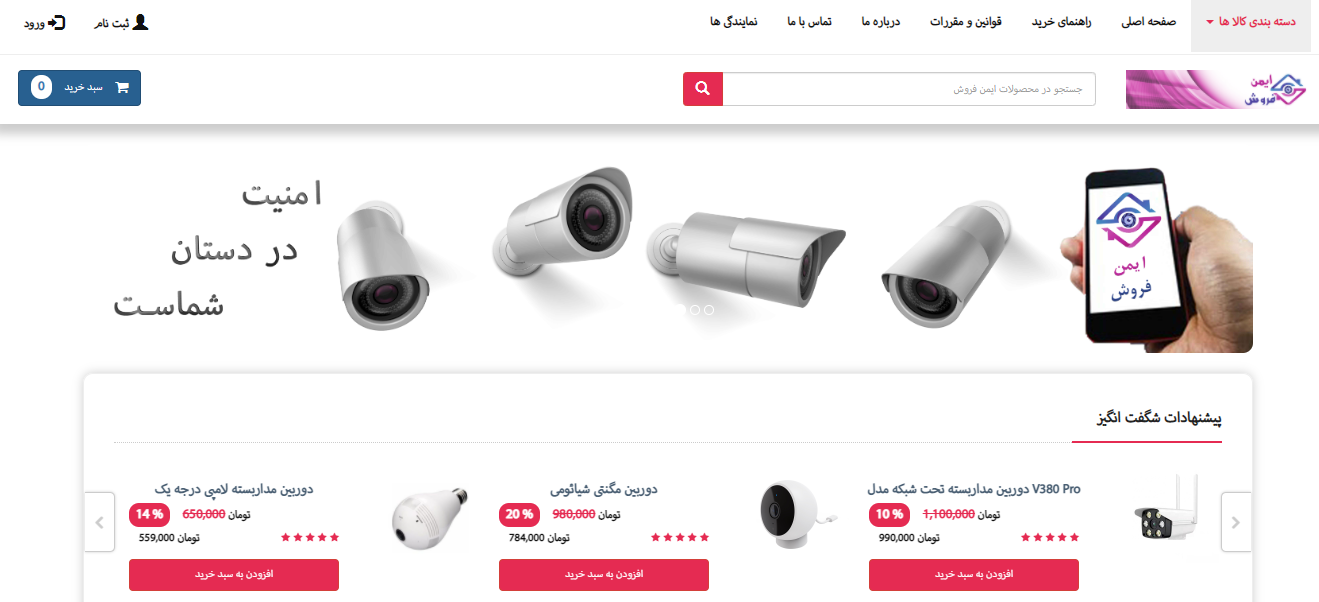 دسته بندی کالا ها
صفحه اصلی
راهنمای خرید
قوانین و مقررات
درباره ما
تماس با ما
نمایندگی ها
ثبت نام
ورود
ایمن
فروش
جستجو در محصولات ایمن فروش
سبد خرید 0
امنیت
در دستان
شماست
ایمن
فروش
پیشنهادات شگفت انگیز
دوربین مداربسته تحت شبکه مدل V380 Pro
1,100,000 تومان 10 %
990,000 تومان
افزودن به سبد خرید
دوربین مگنتی شیائومی
980,000 تومان 20 %
784,000 تومان
افزودن به سبد خرید
دوربین مداربسته لامپی درجه یک
650,000 تومان 14 %
559,000 تومان
افزودن به سبد خرید